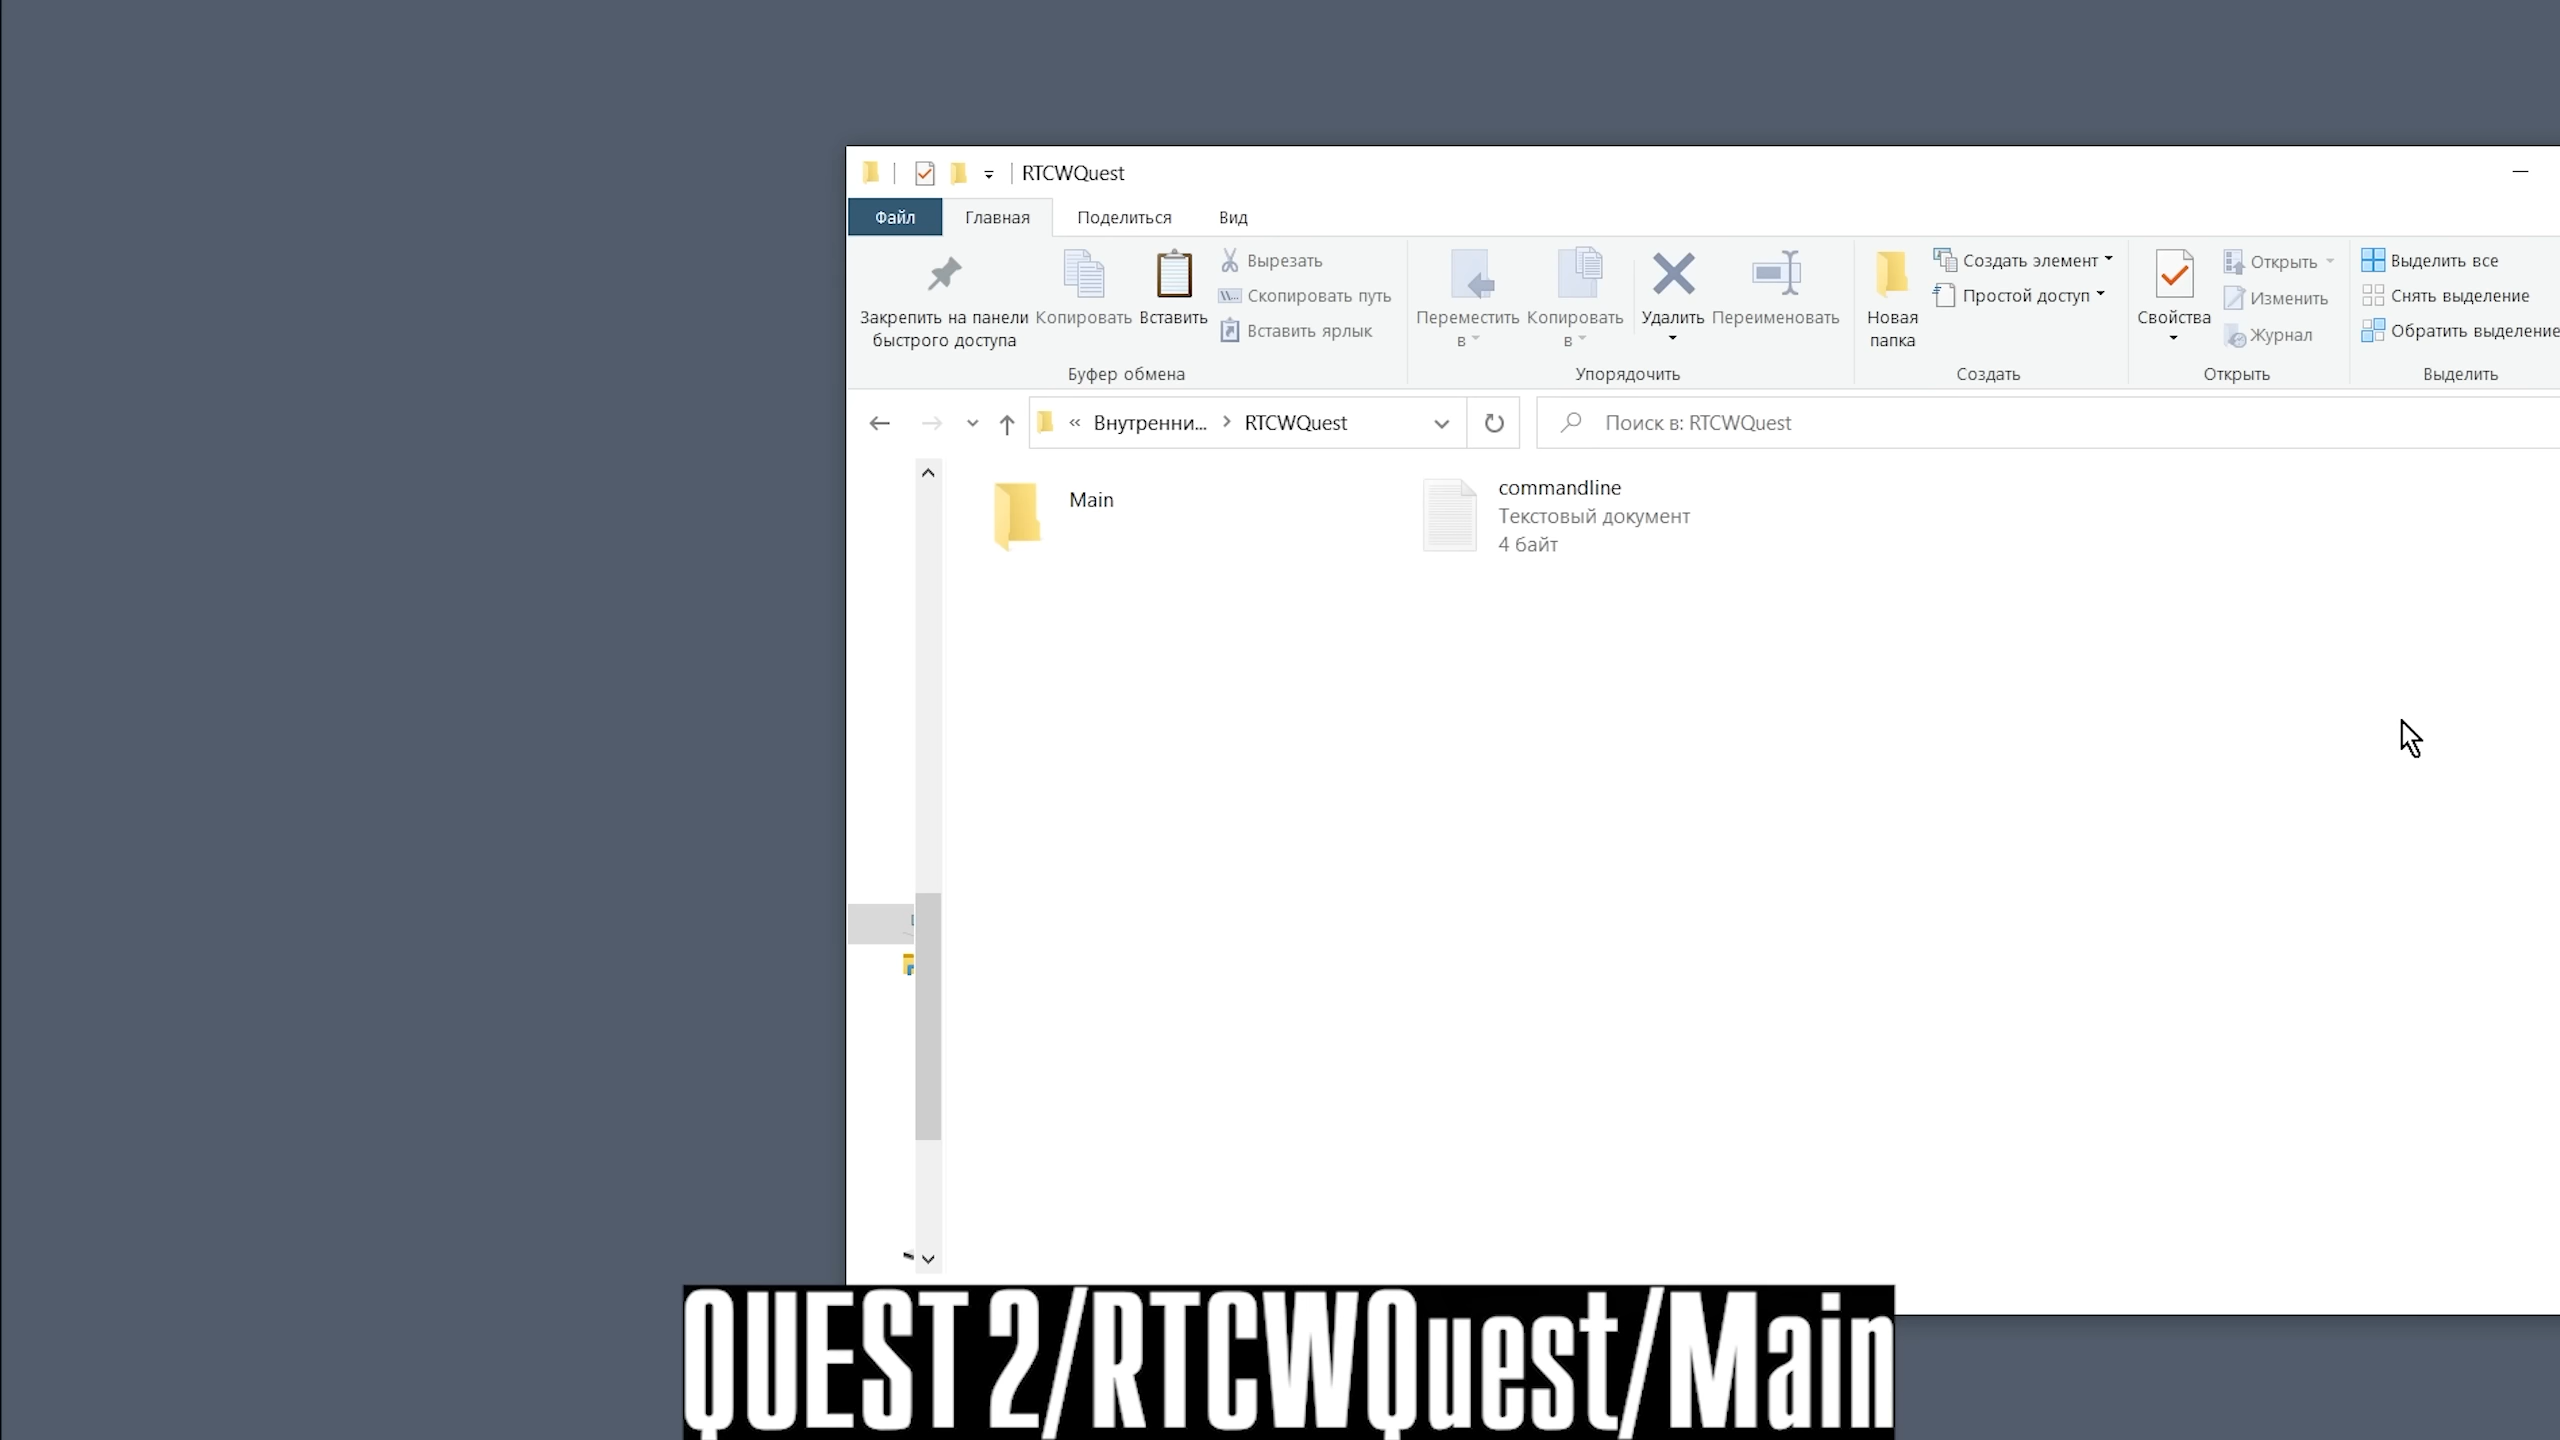 RTCWQuest
Файл Главная Поделиться Вид
Закрепить на панели быстрого доступа
Копировать
Вставить
Вырезать
Скопировать путь
Вставить ярлык
Буфер обмена
Переместить в
Копировать в
Удалить
Переименовать
Упорядочить
Новая папка
Создать элемент
Простой доступ
Создать
Свойства
Открыть
Изменить
Журнал
Открыть
Выделить все
Снять выделение
Обратить выделение
Выделить
« Внутренни... > RTCWQuest
Поиск в: RTCWQuest
Main
commandline
Текстовый документ
4 байт
QUEST 2/RTCWQuest/Main